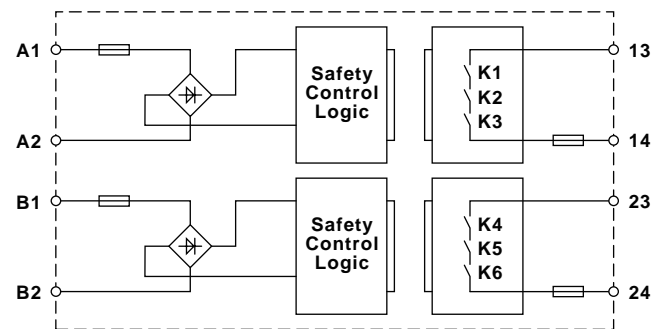 A1
Safety
Control
Logic
K1
K2
K3
13
A2
14
B1
Safety
Control
Logic
K4
K5
K6
23
B2
24